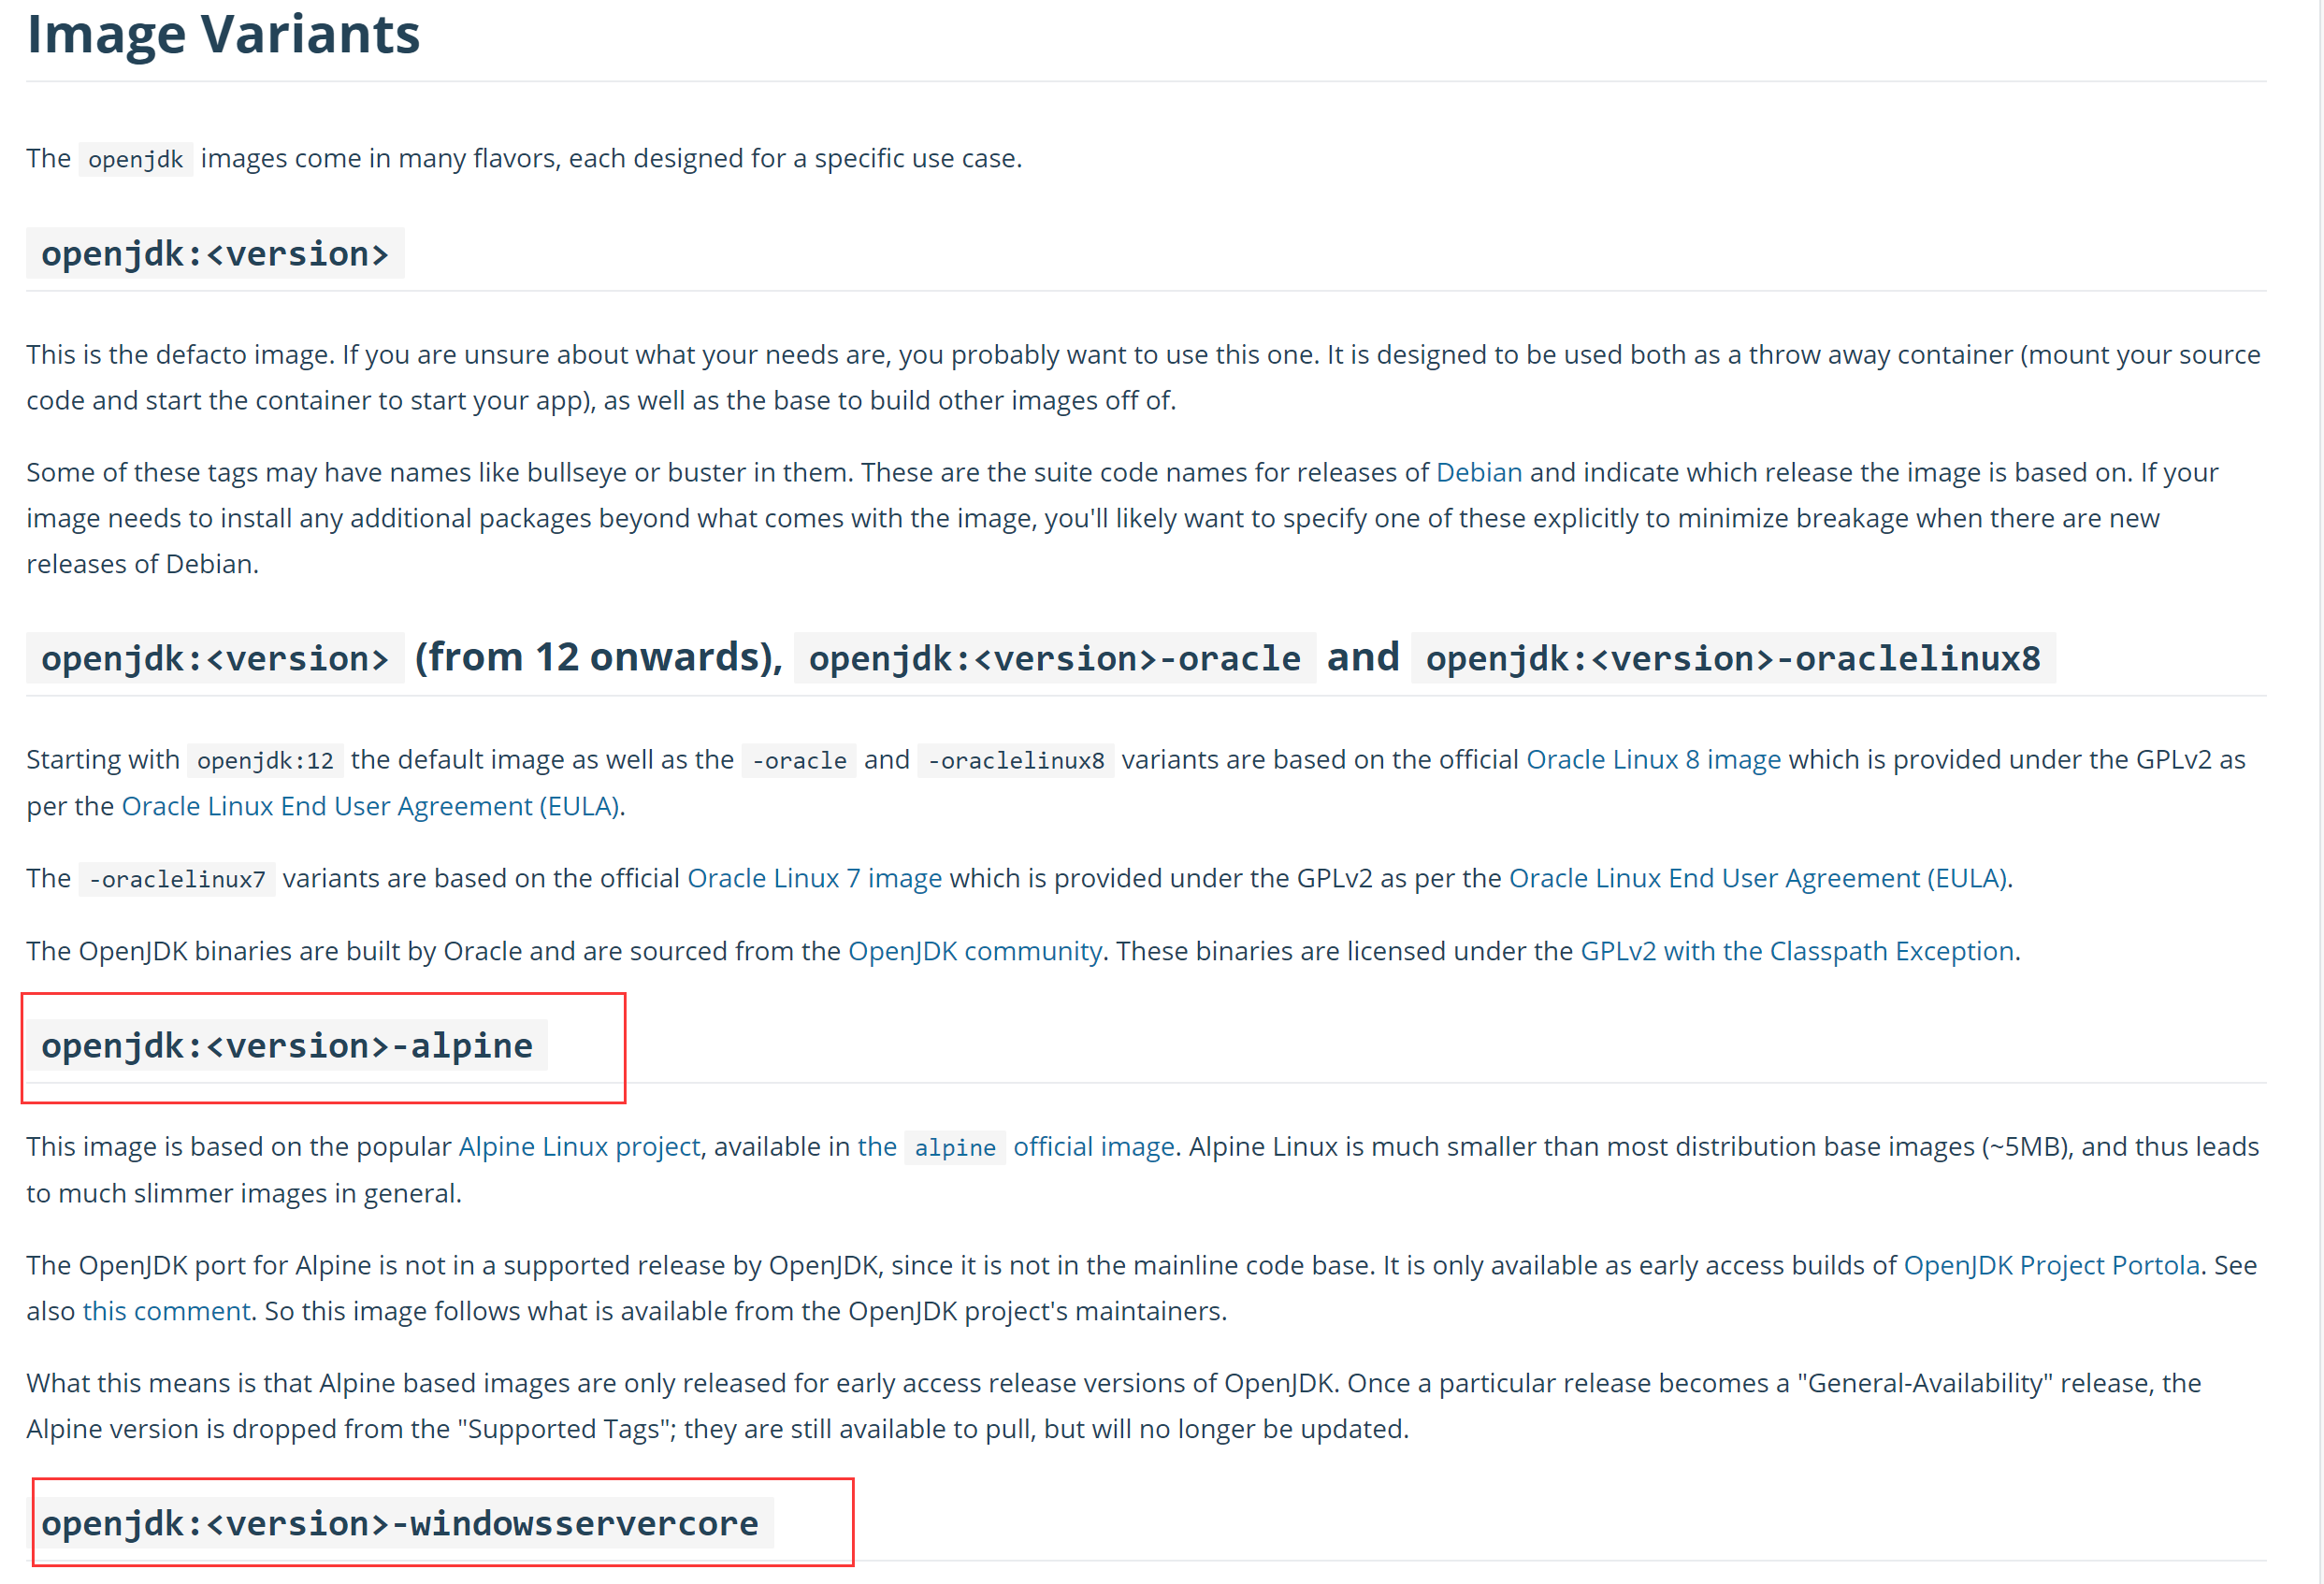 Image Variants
The openjdk images come in many flavors, each designed for a specific use case.
openjdk:<version>
This is the defacto image. If you are unsure about what your needs are, you probably want to use this one. It is designed to be used both as a throw away container (mount your source
code and start the container to start your app), as well as the base to build other images off of.
Some of these tags may have names like bullseye or buster in them. These are the suite code names for releases of Debian and indicate which release the image is based on. If your
image needs to install any additional packages beyond what comes with the image, you'll likely want to specify one of these explicitly to minimize breakage when there are new
releases of Debian.
openjdk:<version> (from 12 onwards), openjdk:<version>-oracle and openjdk:<version>-oraclelinux8
Starting with openjdk:12 the default image as well as the -oracle and -oraclelinux8 variants are based on the official Oracle Linux 8 image which is provided under the GPLv2 as
per the Oracle Linux End User Agreement (EULA).
The -oraclelinux7 variants are based on the official Oracle Linux 7 image which is provided under the GPLv2 as per the Oracle Linux End User Agreement (EULA).
The OpenJDK binaries are built by Oracle and are sourced from the OpenJDK community. These binaries are licensed under the GPLv2 with the Classpath Exception.
openjdk:<version>-alpine
This image is based on the popular Alpine Linux project, available in the alpine official image. Alpine Linux is much smaller than most distribution base images (~5MB), and thus leads
to much slimmer images in general.
The OpenJDK port for Alpine is not in a supported release by OpenJDK, since it is not in the mainline code base. It is only available as early access builds of OpenJDK Project Portola. See
also this comment. So this image follows what is available from the OpenJDK project's maintainers.
What this means is that Alpine based images are only released for early access release versions of OpenJDK. Once a particular release becomes a "General-Availability" release, the
Alpine version is dropped from the "Supported Tags"; they are still available to pull, but will no longer be updated.
openjdk:<version>-windowsservercore